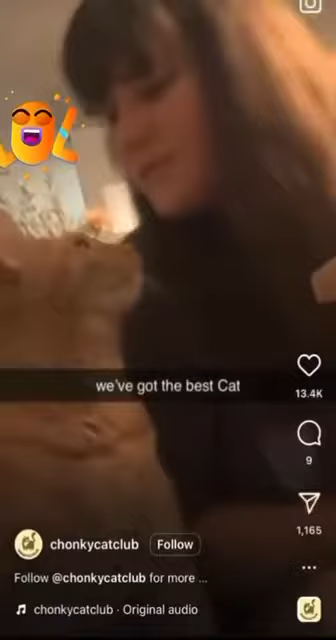 LOL
we've got the best Cat
13.4K
9
1,165
chonkycatclub
Follow
Follow @chonkycatclub for more ...
chonkycatclub · Original audio